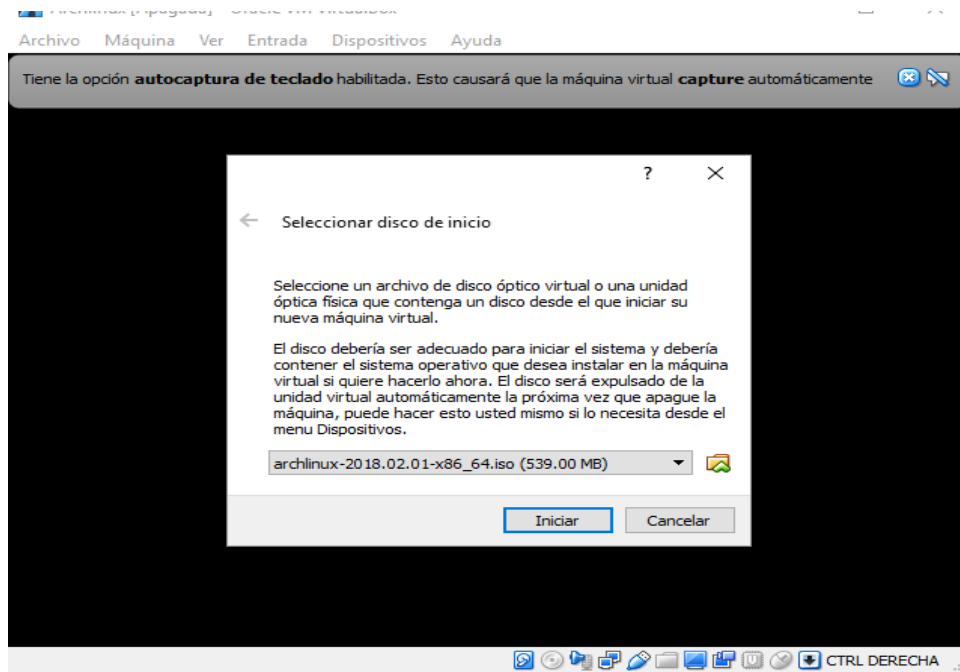 Archlinux [Apagada] - Oracle VM VirtualBox
Archivo Máquina Ver Entrada Dispositivos Ayuda
Tiene la opción autocaptura de teclado habilitada. Esto causará que la máquina virtual capture automáticamente
?
Seleccionar disco de inicio
Seleccione un archivo de disco óptico virtual o una unidad
óptica física que contenga un disco desde el que iniciar su
nueva máquina virtual.
El disco debería ser adecuado para iniciar el sistema y debería
contener el sistema operativo que desea instalar en la máquina
virtual si quiere hacerlo ahora. El disco será expulsado de la
unidad virtual automáticamente la próxima vez que apague la
máquina, puede hacer esto usted mismo si lo necesita desde el
menu Dispositivos.
archlinux-2018.02.01-x86_64.iso (539.00 MB)
Iniciar Cancelar
CTRL DERECHA